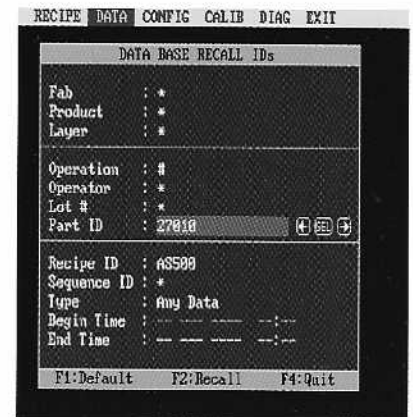 RECIPE DATA CONFIG CALIB DIAG EXIT
DATA BASE RECALL IDs
Fab : *
Product : *
Layer : *
Operation : #
Operator : *
Lot # : *
Part ID : 27010 ← SEL →
Recipe ID : AS500
Sequence ID : *
Type : Any Data
Begin Time : -- --- ---- --:--
End Time : -- --- ---- --:--
F1:Default F2:Recall F4:Quit